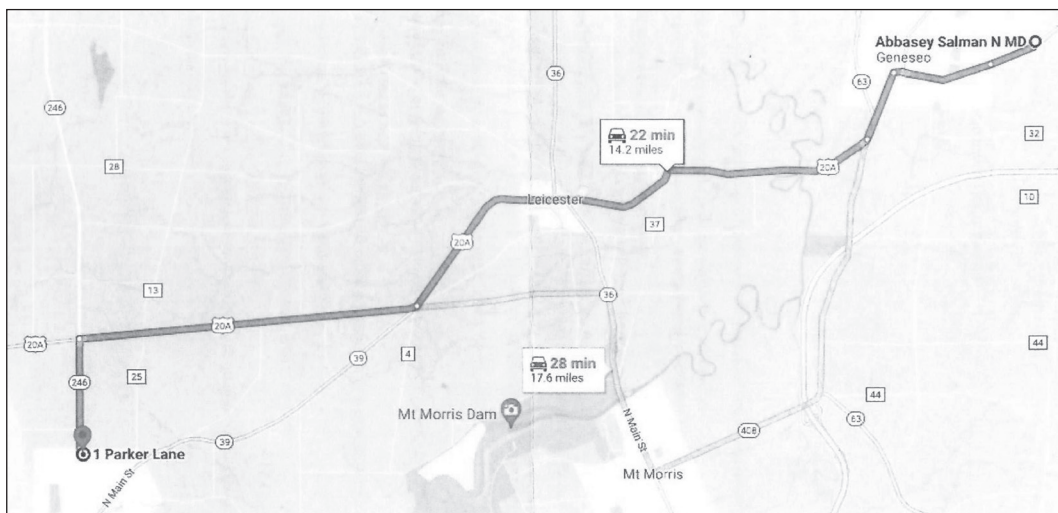 Abbasey Salman N MD
Geneseo
36
63
246
22 min
14.2 miles
32
28
20A
10
Leicester
37
20A
13
36
20A
20A
39
4
44
246
25
28 min
17.6 miles
44
Mt Morris Dam
N Main St
408
63
39
1 Parker Lane
Mt Morris
N Main St